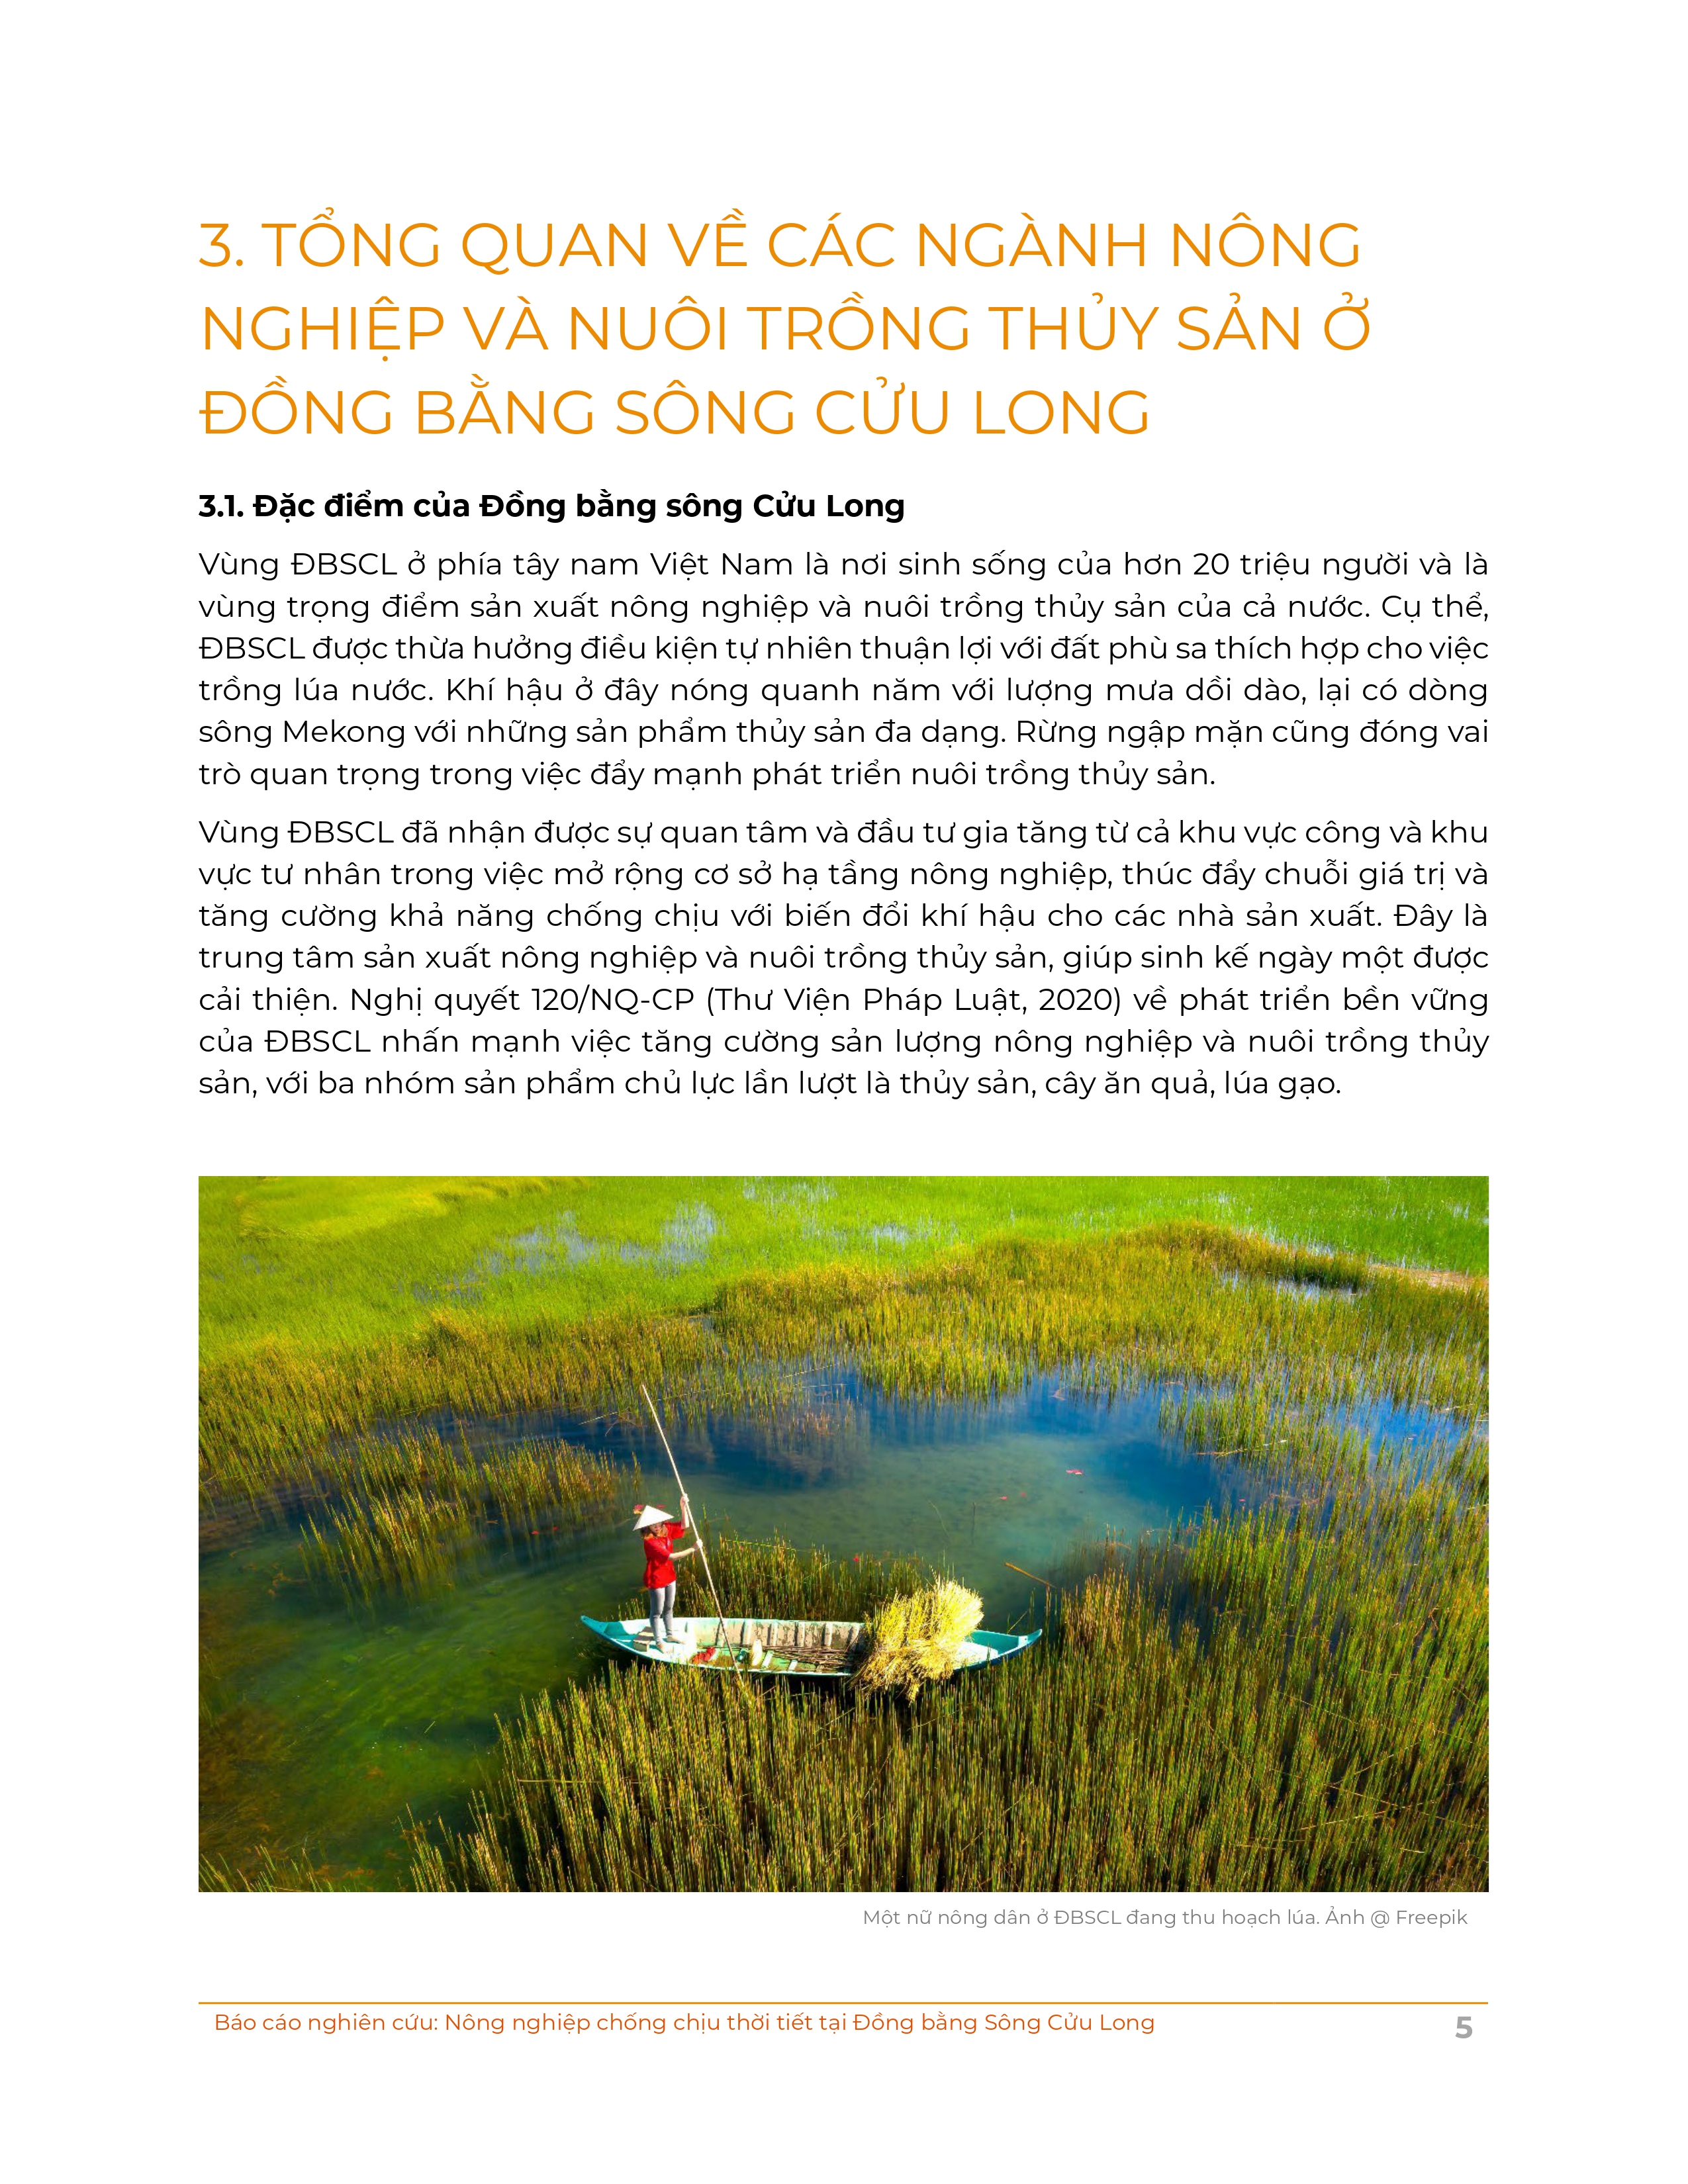 3. TỔNG QUAN VỀ CÁC NGÀNH NÔNG
NGHIỆP VÀ NUÔI TRỒNG THỦY SẢN Ở
ĐỒNG BẰNG SÔNG CỬU LONG
3.1. Đặc điểm của Đồng bằng sông Cửu Long
Vùng ĐBSCL ở phía tây nam Việt Nam là nơi sinh sống của hơn 20 triệu người và là
vùng trọng điểm sản xuất nông nghiệp và nuôi trồng thủy sản của cả nước. Cụ thể,
ĐBSCL được thừa hưởng điều kiện tự nhiên thuận lợi với đất phù sa thích hợp cho việc
trồng lúa nước. Khí hậu ở đây nóng quanh năm với lượng mưa dồi dào, lại có dòng
sông Mekong với những sản phẩm thủy sản đa dạng. Rừng ngập mặn cũng đóng vai
trò quan trọng trong việc đẩy mạnh phát triển nuôi trồng thủy sản.
Vùng ĐBSCL đã nhận được sự quan tâm và đầu tư gia tăng từ cả khu vực công và khu
vực tư nhân trong việc mở rộng cơ sở hạ tầng nông nghiệp, thúc đẩy chuỗi giá trị và
tăng cường khả năng chống chịu với biến đổi khí hậu cho các nhà sản xuất. Đây là
trung tâm sản xuất nông nghiệp và nuôi trồng thủy sản, giúp sinh kế ngày một được
cải thiện. Nghị quyết 120/NQ-CP (Thư Viện Pháp Luật, 2020) về phát triển bền vững
của ĐBSCL nhấn mạnh việc tăng cường sản lượng nông nghiệp và nuôi trồng thủy
sản, với ba nhóm sản phẩm chủ lực lần lượt là thủy sản, cây ăn quả, lúa gạo.
Một nữ nông dân ở ĐBSCL đang thu hoạch lúa. Ảnh @ Freepik
Báo cáo nghiên cứu: Nông nghiệp chống chịu thời tiết tại Đồng bằng Sông Cửu Long
5